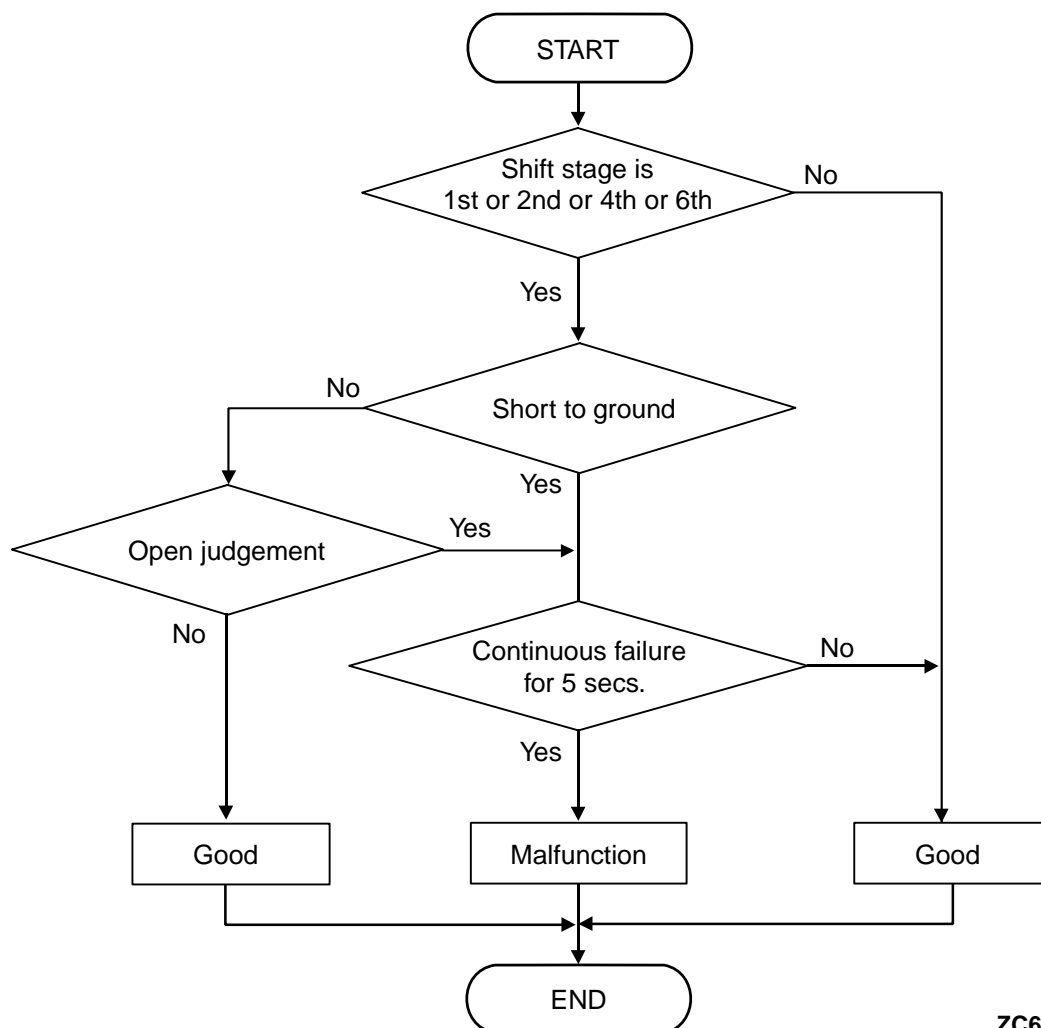 START
Shift stage is
1st or 2nd or 4th or 6th
No
Yes
No
Short to ground
Yes
Open judgement
Yes
No
Continuous failure
for 5 secs.
No
Yes
Good
Malfunction
Good
END
ZC6